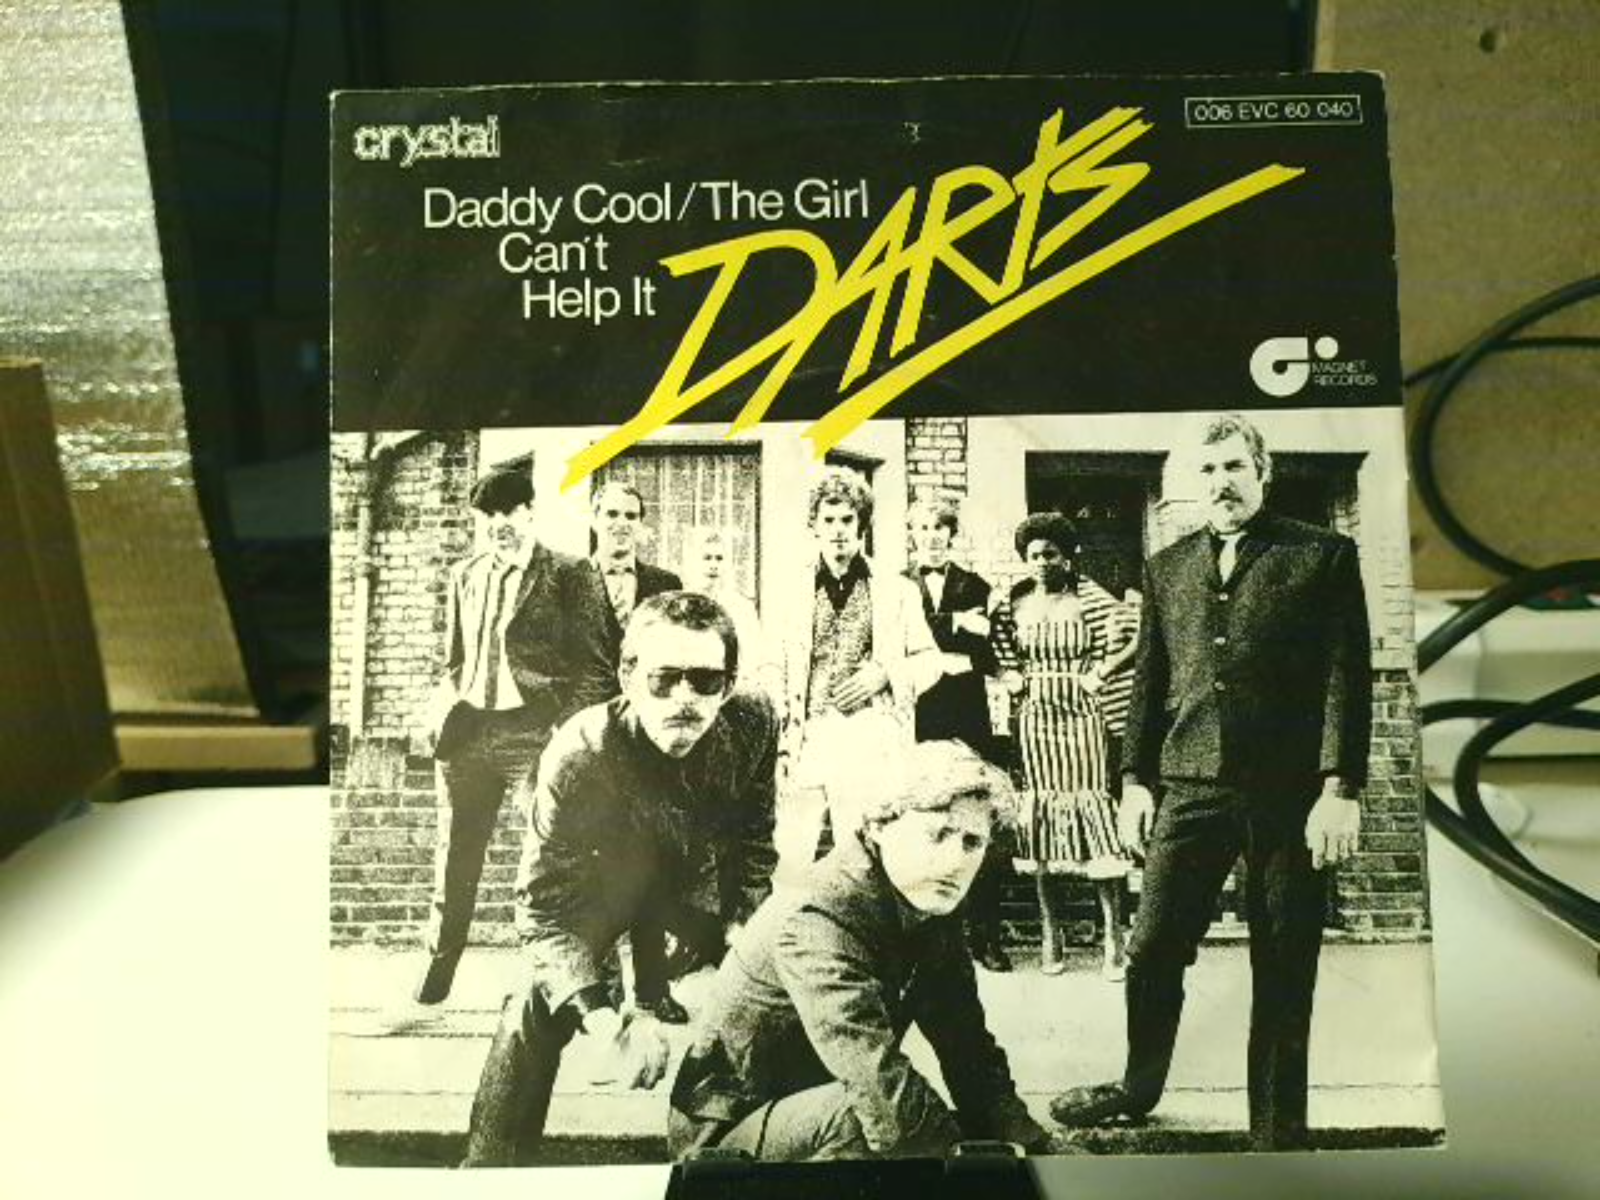 crystal
006 EVC 60 040
Daddy Cool/The Girl
Can't
Help It
DARTS
MAGNET
RECORDS